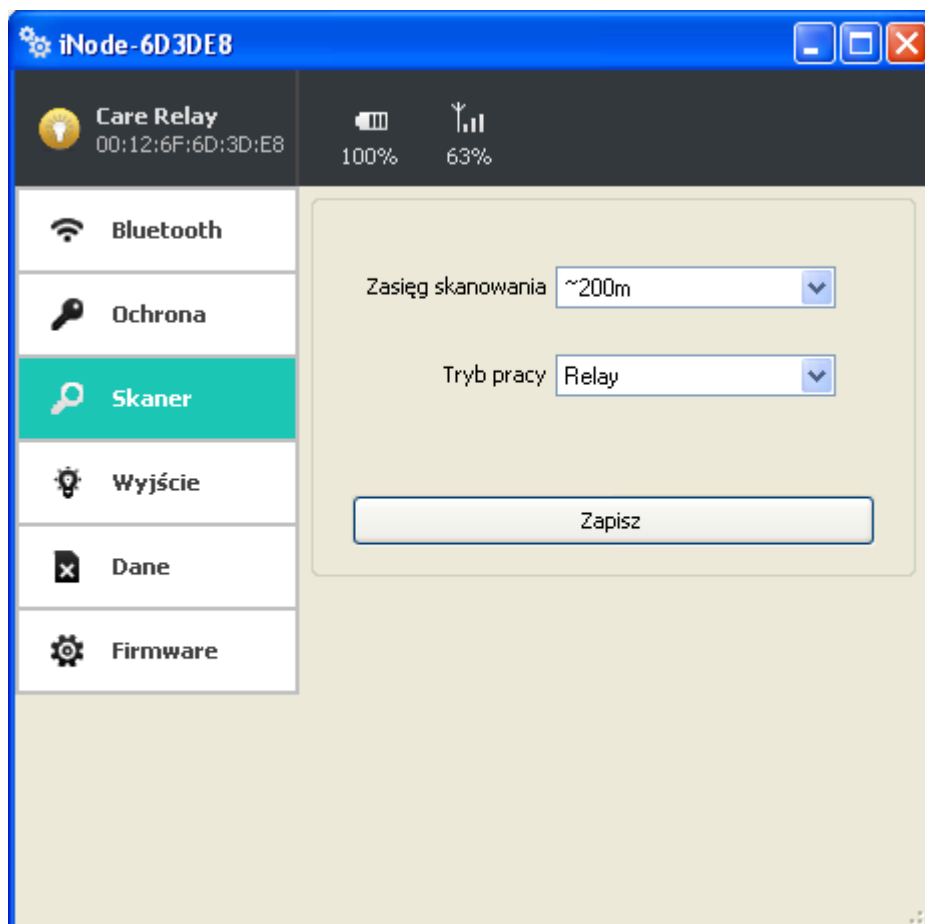 iNode-6D3DE8
Care Relay
00:12:6F:6D:3D:E8
100%
63%
Bluetooth
Ochrona
Skaner
Wyjście
Dane
Firmware
Zasięg skanowania ~200m
Tryb pracy Relay
Zapisz